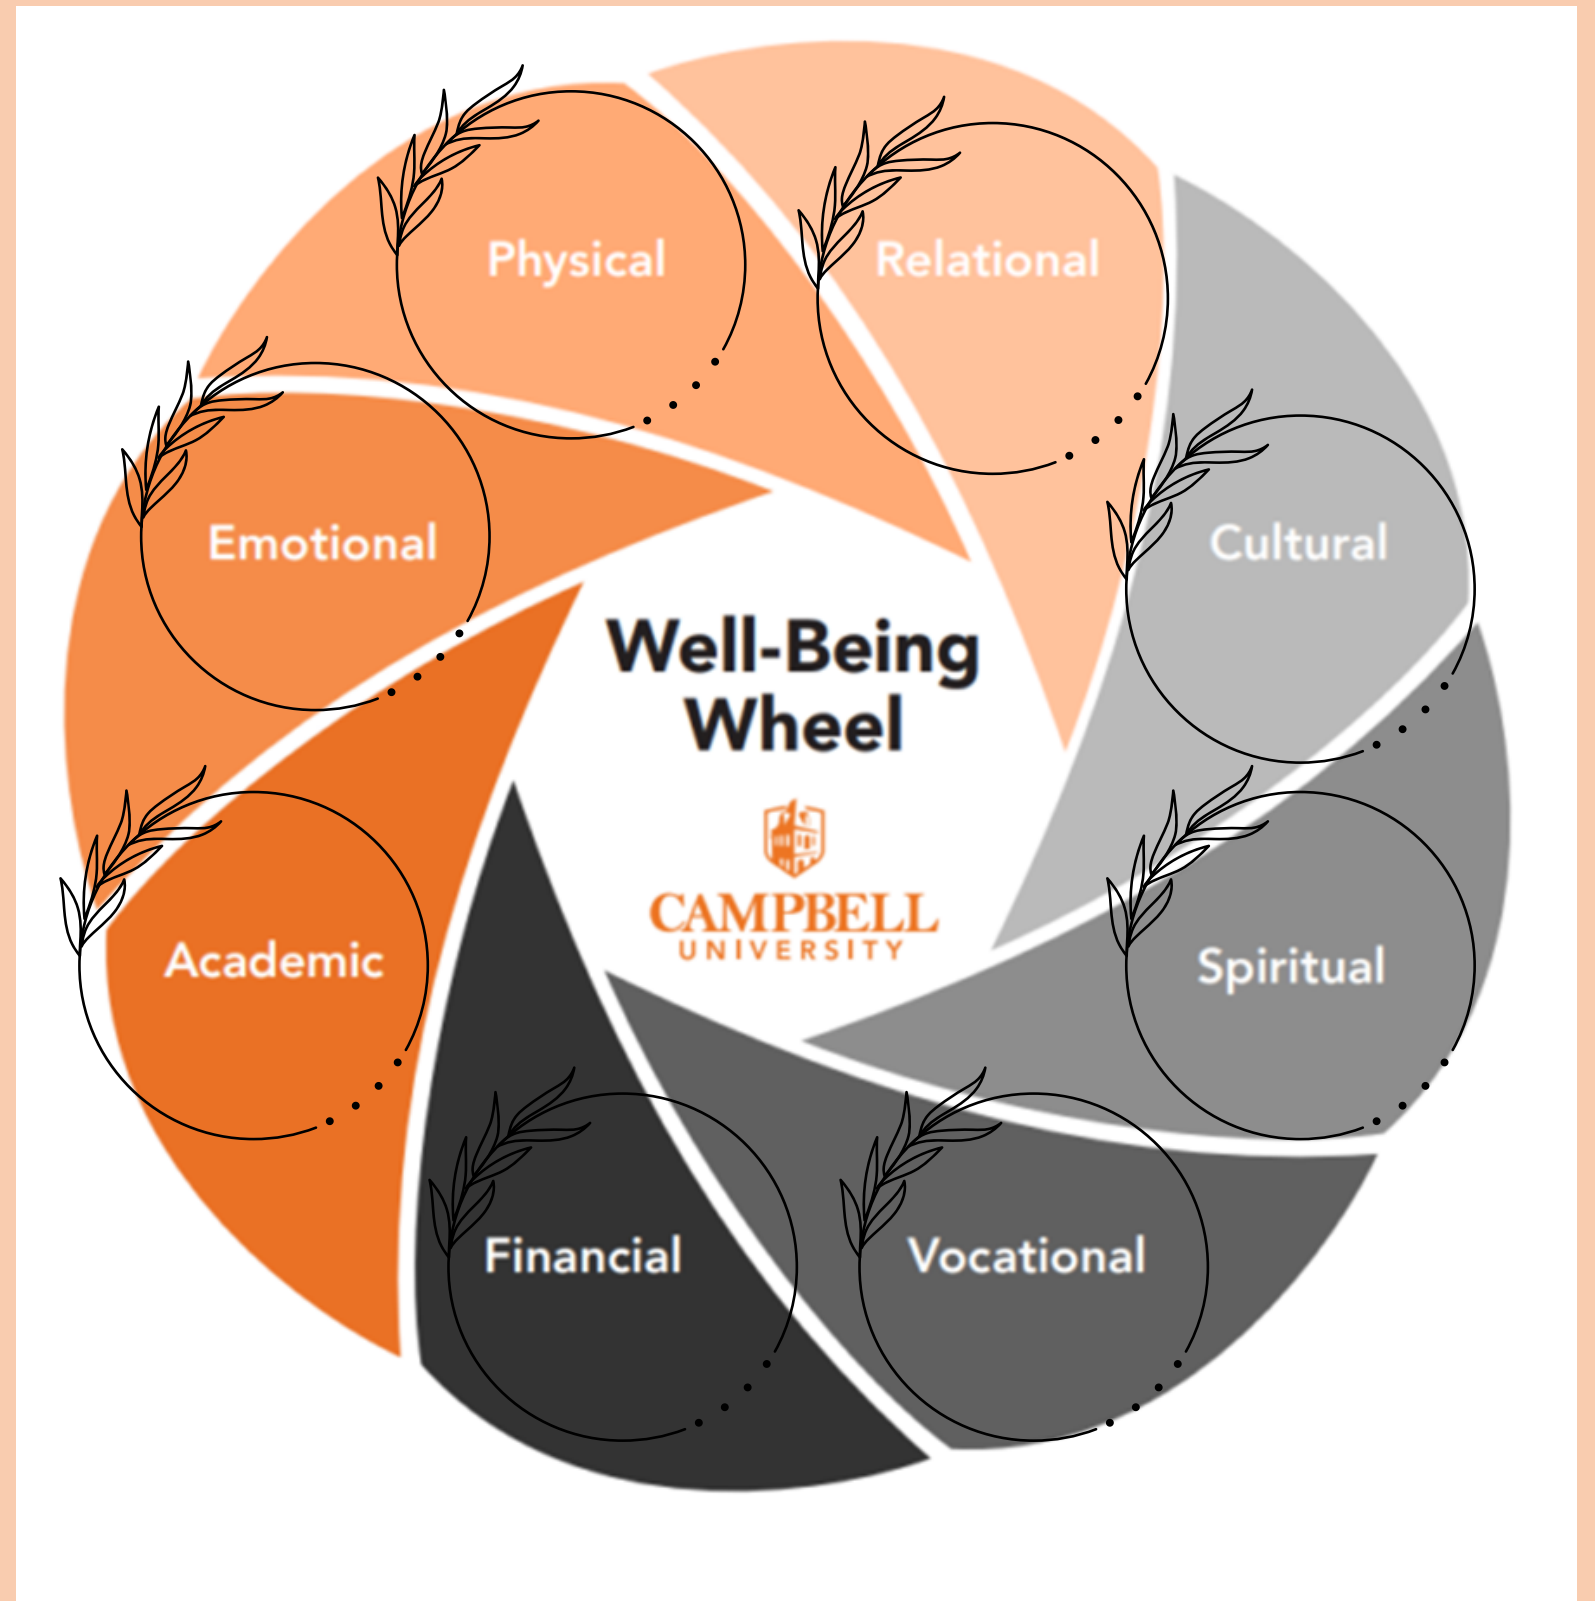 Physical
Relational
Emotional
Cultural
Well-Being
Wheel
CAMPBELL
UNIVERSITY
Academic
Spiritual
Financial
Vocational